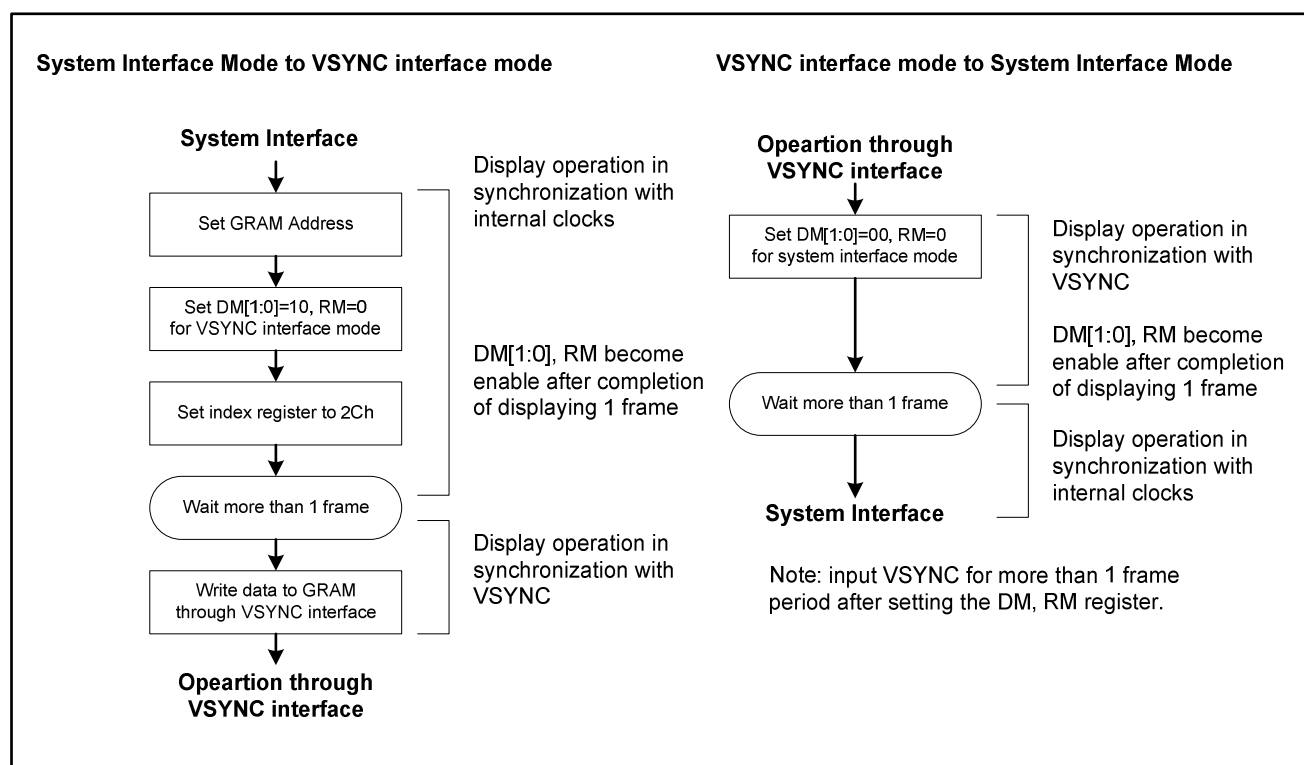 System Interface Mode to VSYNC interface mode
System Interface
Set GRAM Address
Set DM[1:0]=10, RM=0
for VSYNC interface mode
Set index register to 2Ch
Wait more than 1 frame
Write data to GRAM
through VSYNC interface
Opeartion through
VSYNC interface
Display operation in
synchronization with
internal clocks
DM[1:0], RM become
enable after completion
of displaying 1 frame
Display operation in
synchronization with
VSYNC
VSYNC interface mode to System Interface Mode
Opeartion through
VSYNC interface
Set DM[1:0]=00, RM=0
for system interface mode
Wait more than 1 frame
System Interface
Display operation in
synchronization with
VSYNC
DM[1:0], RM become
enable after completion
of displaying 1 frame
Display operation in
synchronization with
internal clocks
Note: input VSYNC for more than 1 frame
period after setting the DM, RM register.